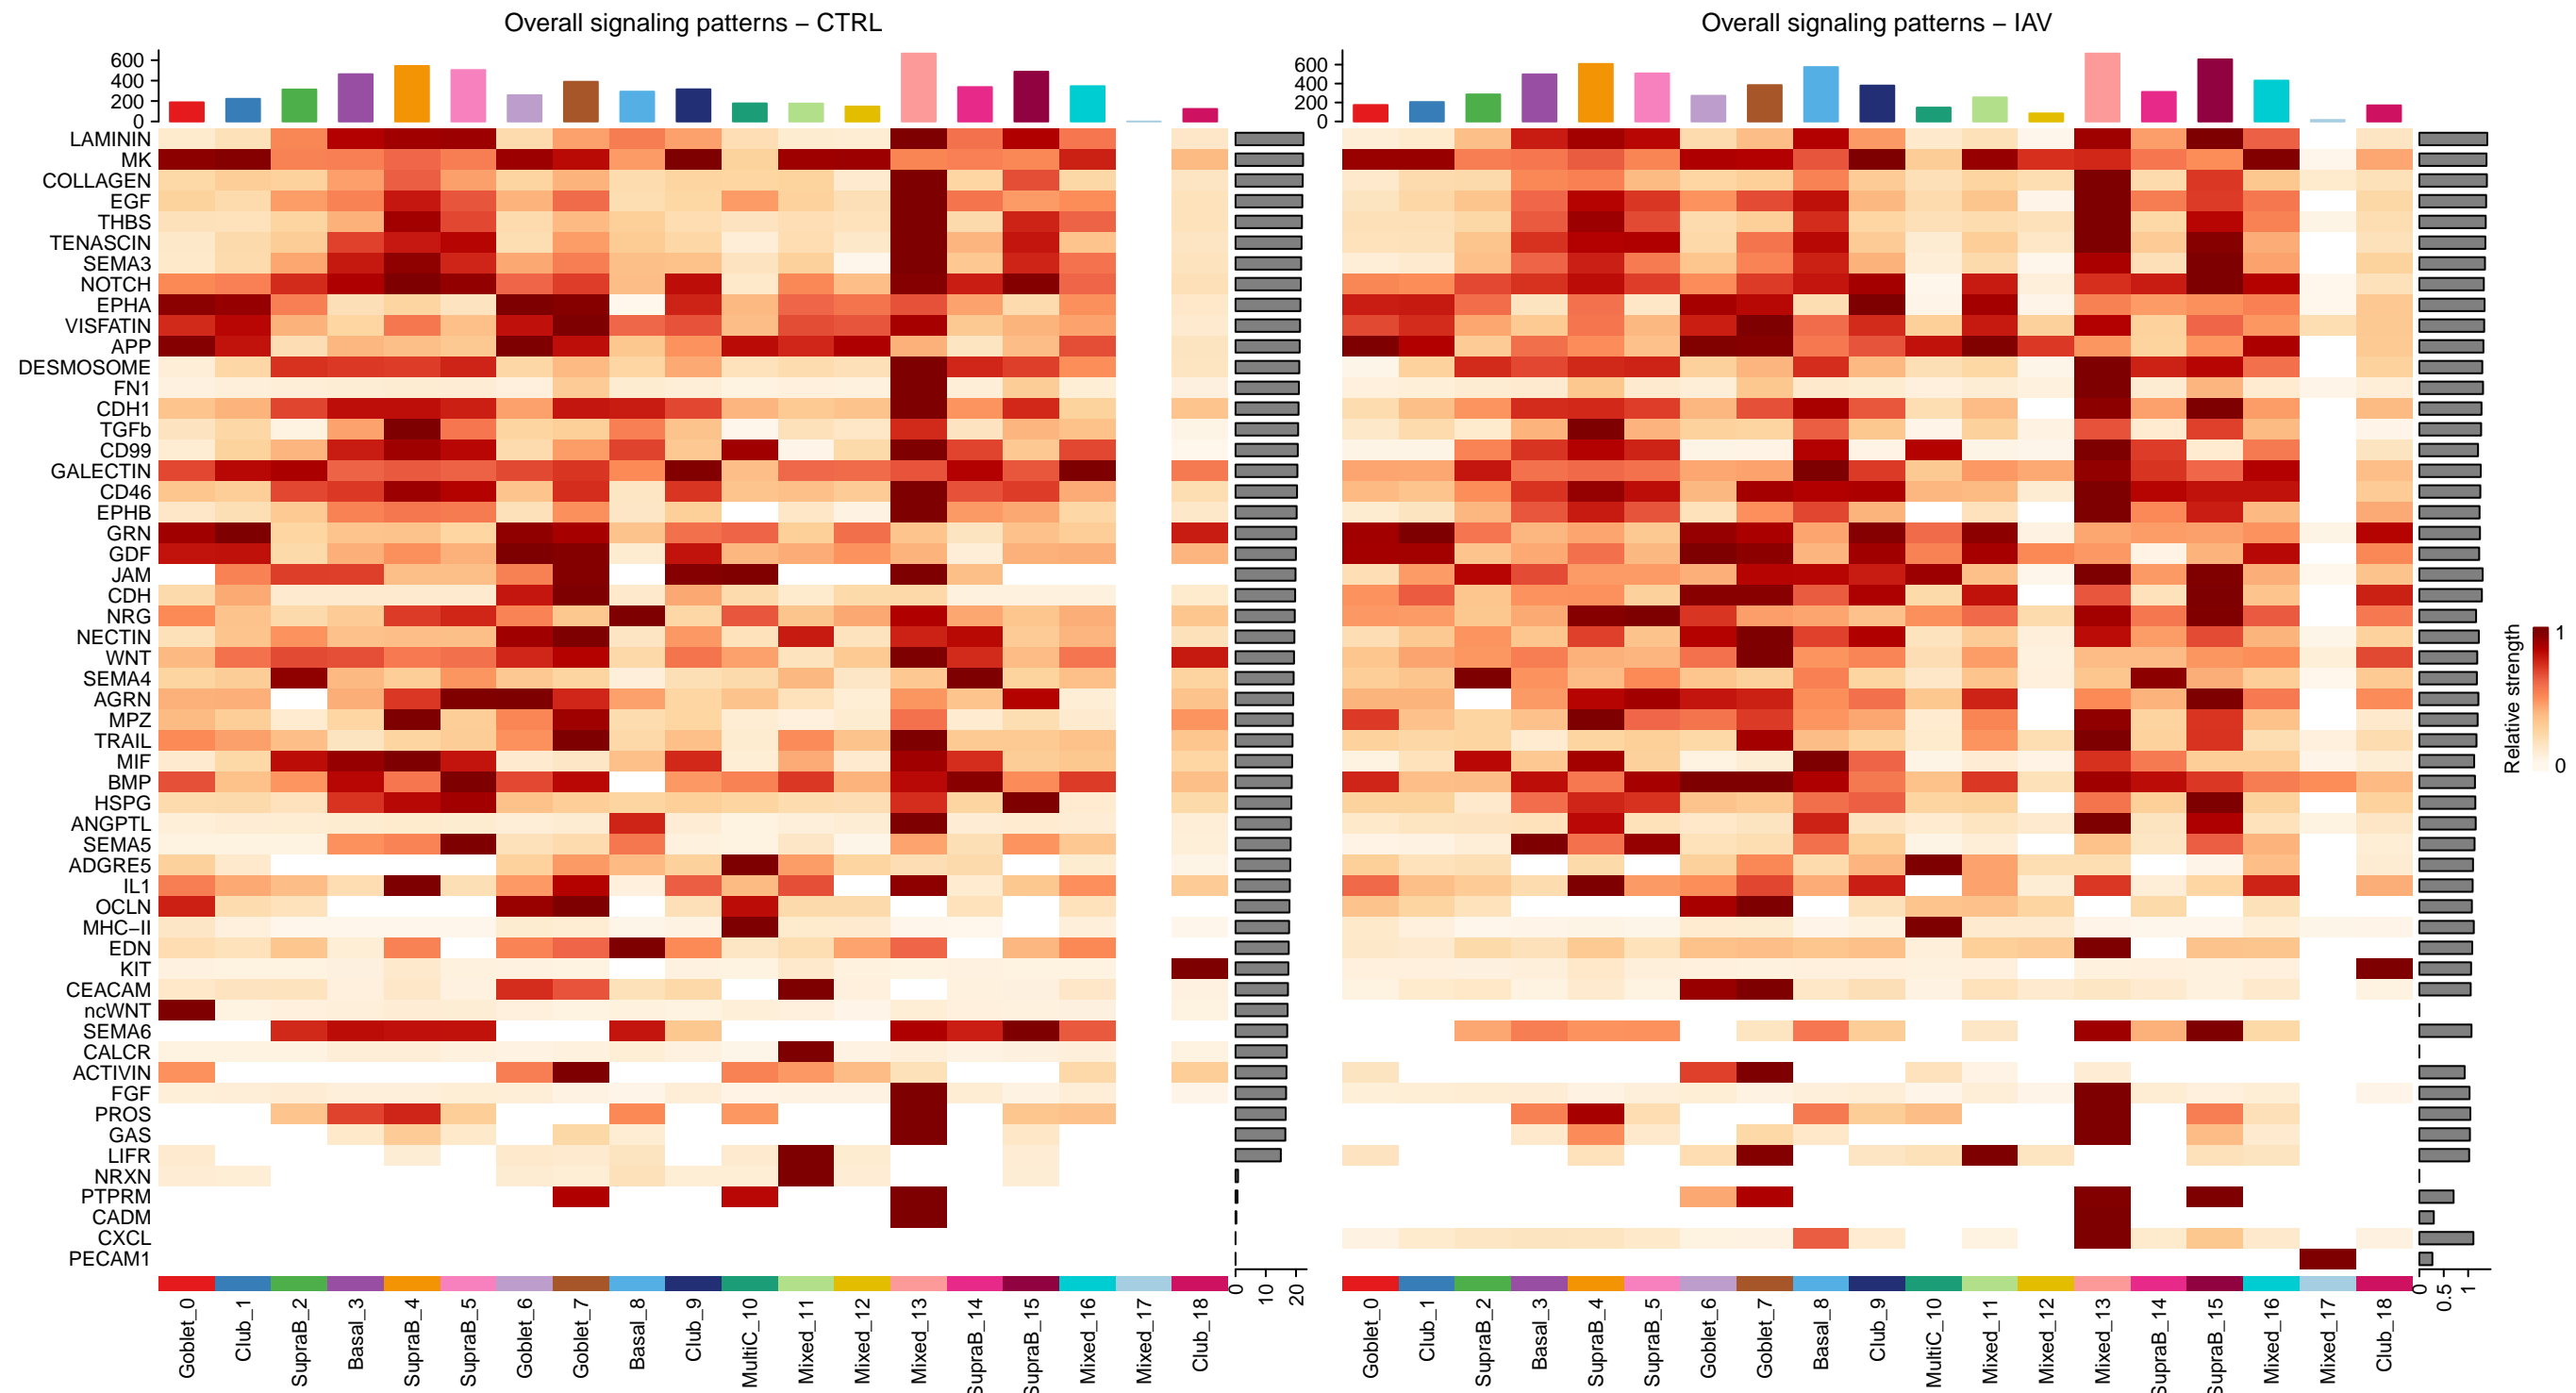 Overall signaling patterns – CTRL
Overall signaling patterns – IAV
600
400
200
0
600
400
200
0
LAMININ
MK
COLLAGEN
EGF
THBS
TENASCIN
SEMA3
NOTCH
EPHA
VISFATIN
APP
DESMOSOME
FN1
CDH1
TGFb
CD99
GALECTIN
CD46
EPHB
GRN
GDF
JAM
CDH
NRG
NECTIN
WNT
SEMA4
AGRN
MPZ
TRAIL
MIF
BMP
HSPG
ANGPTL
SEMA5
ADGRE5
IL1
OCLN
MHC−II
EDN
KIT
CEACAM
ncWNT
SEMA6
CALCR
ACTIVIN
FGF
PROS
GAS
LIFR
NRXN
PTPRM
CADM
CXCL
PECAM1
Goblet_0
Club_1
SupraB_2
Basal_3
SupraB_4
SupraB_5
Goblet_6
Goblet_7
Basal_8
Club_9
MultiC_10
Mixed_11
Mixed_12
Mixed_13
SupraB_14
SupraB_15
Mixed_16
Mixed_17
Club_18
0
10
20
Goblet_0
Club_1
SupraB_2
Basal_3
SupraB_4
SupraB_5
Goblet_6
Goblet_7
Basal_8
Club_9
MultiC_10
Mixed_11
Mixed_12
Mixed_13
SupraB_14
SupraB_15
Mixed_16
Mixed_17
Club_18
0
0.5
1
Relative strength
1
0